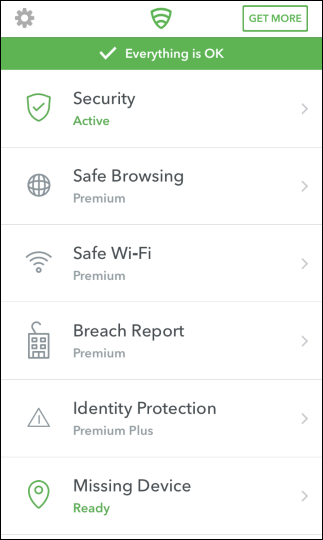 GET MORE
Everything is OK
Security
Active
Safe Browsing
Premium
Safe Wi-Fi
Premium
Breach Report
Premium
Identity Protection
Premium Plus
Missing Device
Ready